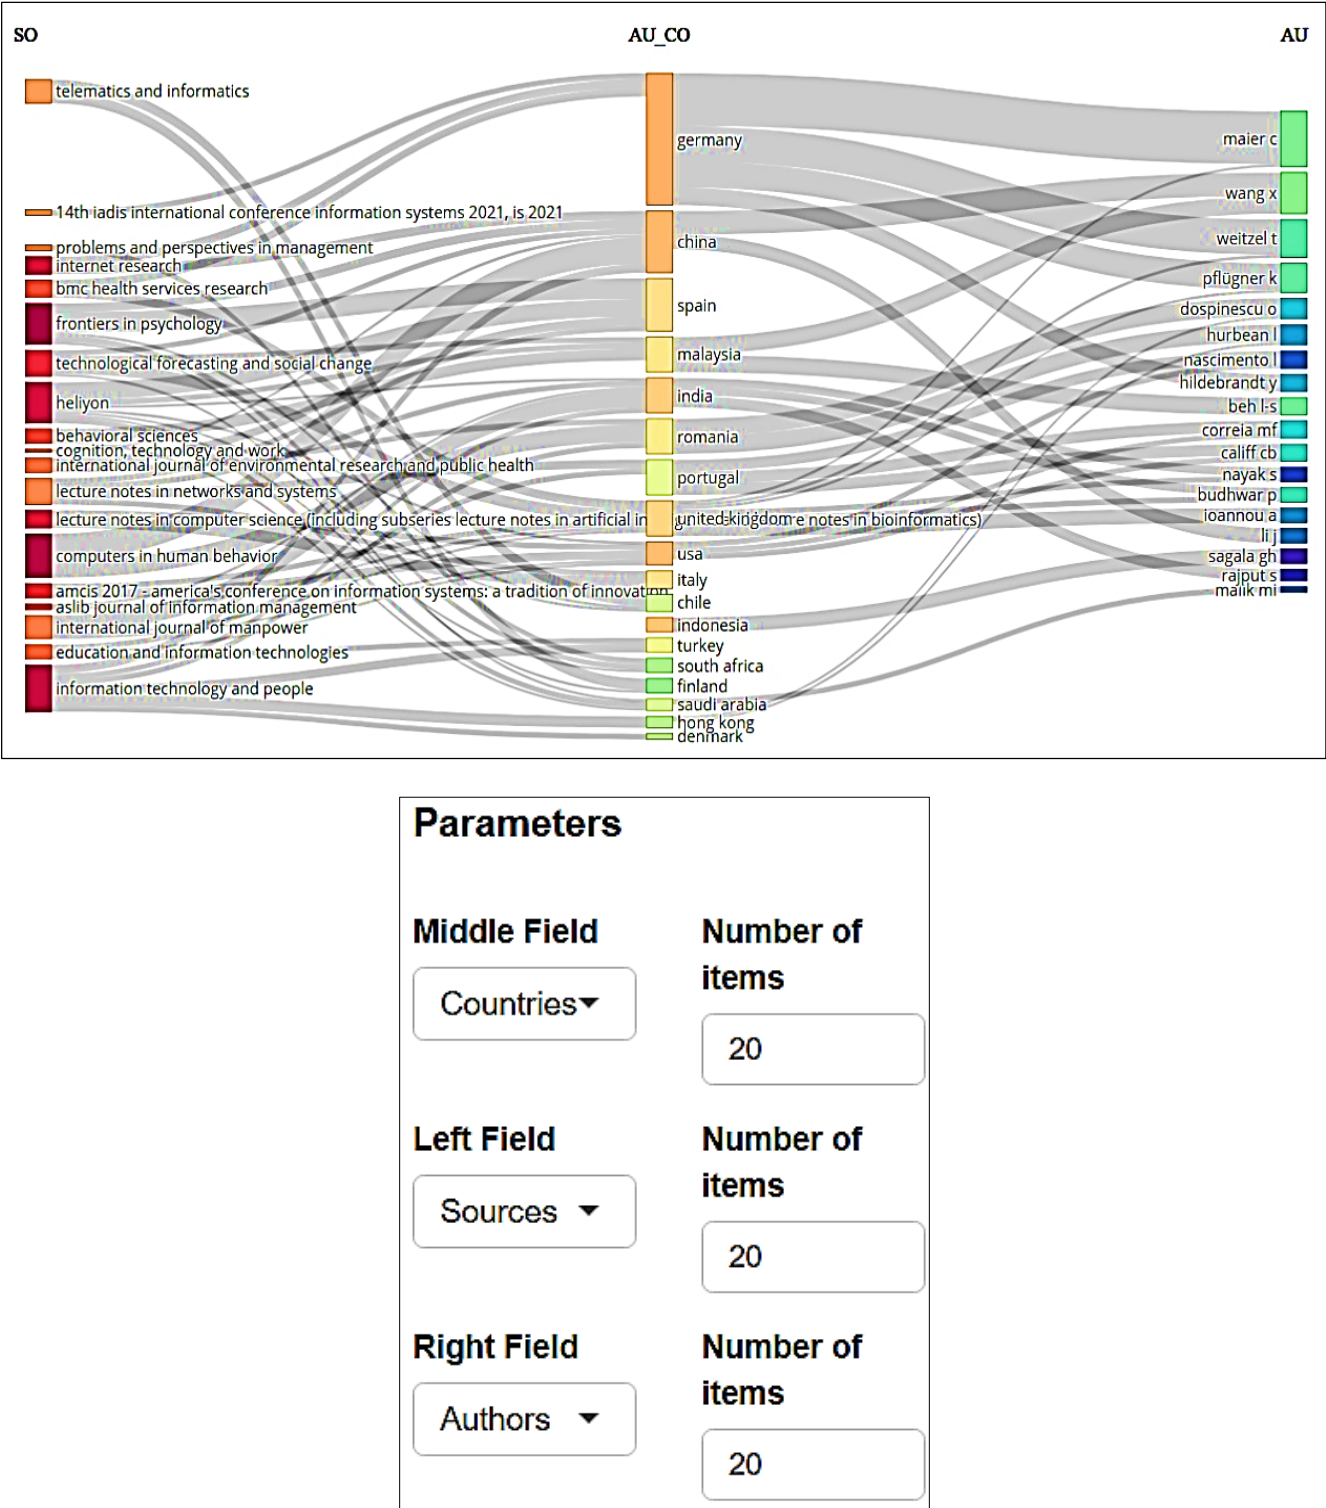 SO
AU_CO
AU
telematics and informatics
14th iadis international conference information systems 2021, is 2021
problems and perspectives in management
internet research
bmc health services research
frontiers in psychology
technological forecasting and social change
heliyon
behavioral sciences
cognition, technology and work
international journal of environmental research and public health
lecture notes in networks and systems
lecture notes in computer science (including subseries lecture notes in artificial in
e notes in bioinformatics)
computers in human behavior
amcis 2017 - america's conference on information systems: a tradition of innovation
aslib journal of information management
international journal of manpower
education and information technologies
information technology and people
germany
china
spain
malaysia
india
romania
portugal
united kingdom
usa
italy
chile
indonesia
turkey
south africa
finland
saudi arabia
hong kong
denmark
maier c
wang x
weitzel t
pflügner k
dospinescu o
hurbean l
nascimento l
hildebrandt y
beh l-s
correia mf
califf cb
nayak s
budhwar p
ioannou a
li j
sagala gh
rajput s
malik mi
Parameters
Middle Field
Number of
items
Countries
20
Left Field
Number of
items
Sources
20
Right Field
Number of
items
Authors
20